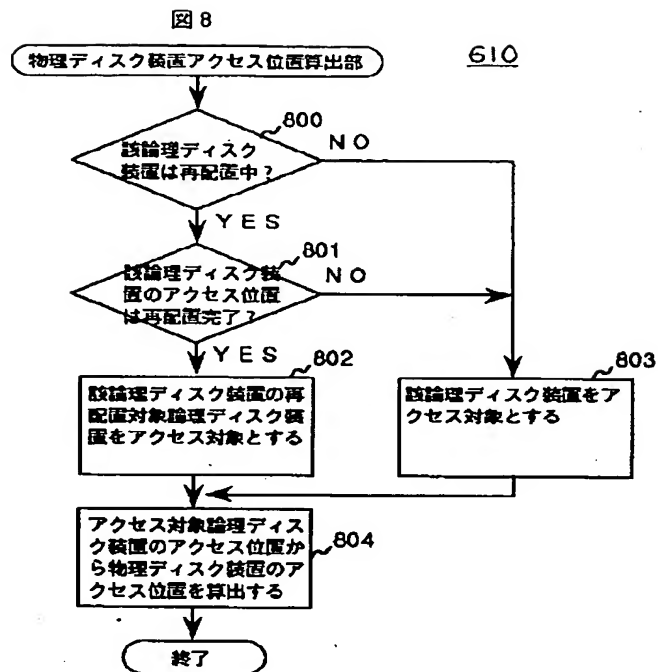 図8
610
物理ディスク装置アクセス位置算出部
800
該論理ディスク
装置は再配置中?
NO
YES
801
該論理ディスク装
置のアクセス位置
は再配置完了?
NO
YES
802
該論理ディスク装置の再
配置対象論理ディスク装
置をアクセス対象とする
803
該論理ディスク装置をア
クセス対象とする
アクセス対象論理ディス
ク装置のアクセス位置か
ら物理ディスク装置のア
クセス位置を算出する
804
終了